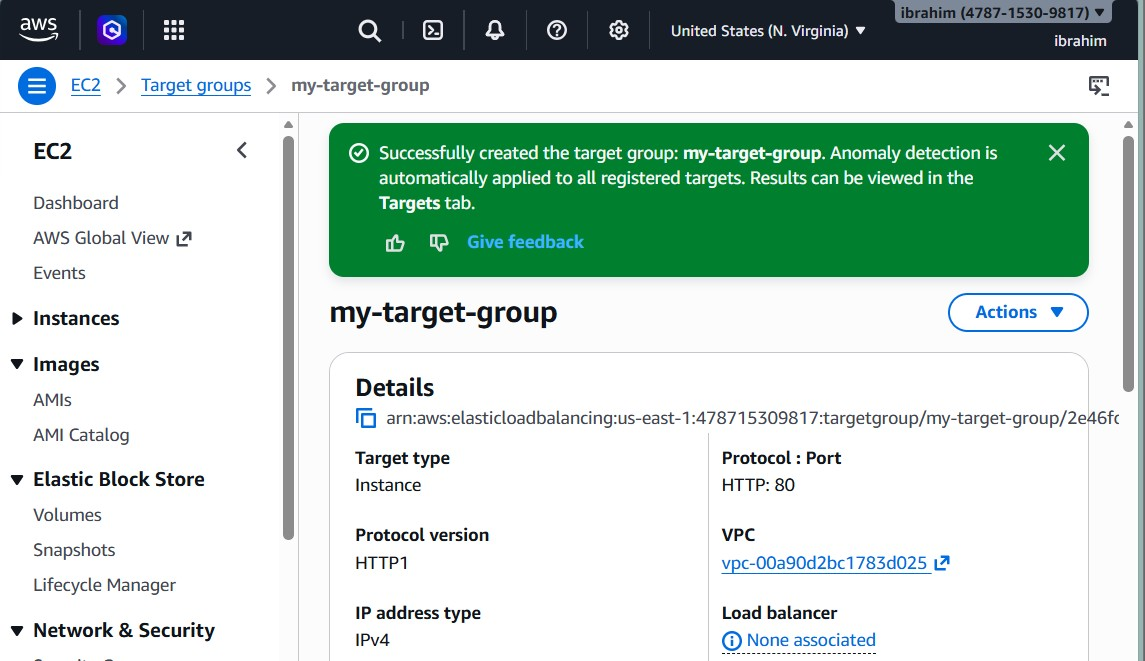 aws
United States (N. Virginia)
ibrahim (4787-1530-9817)
ibrahim
EC2 > Target groups > my-target-group
EC2
Dashboard
AWS Global View
Events
Instances
Images
AMIs
AMI Catalog
Elastic Block Store
Volumes
Snapshots
Lifecycle Manager
Network & Security
Successfully created the target group: my-target-group. Anomaly detection is
automatically applied to all registered targets. Results can be viewed in the
Targets tab.
Give feedback
my-target-group
Actions
Details
arn:aws:elasticloadbalancing:us-east-1:478715309817:targetgroup/my-target-group/2e46f
Target type
Instance
Protocol : Port
HTTP: 80
Protocol version
HTTP1
VPC
vpc-00a90d2bc1783d025
IP address type
IPv4
Load balancer
None associated